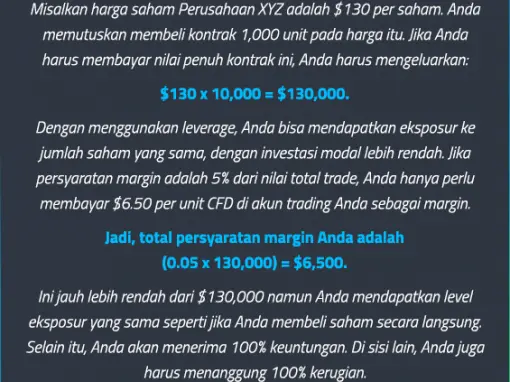 Misalkan harga saham Perusahaan XYZ adalah $130 per saham. Anda
memutuskan membeli kontrak 1,000 unit pada harga itu. Jika Anda
harus membayar nilai penuh kontrak ini, Anda harus mengeluarkan:
$130 x 10,000 = $130,000.
Dengan menggunakan leverage, Anda bisa mendapatkan eksposur ke
jumlah saham yang sama, dengan investasi modal lebih rendah. Jika
persyaratan margin adalah 5% dari nilai total trade, Anda hanya perlu
membayar $6.50 per unit CFD di akun trading Anda sebagai margin.
Jadi, total persyaratan margin Anda adalah
(0.05 x 130,000) = $6,500.
Ini jauh lebih rendah dari $130,000 namun Anda mendapatkan level
eksposur yang sama seperti jika Anda membeli saham secara langsung.
Selain itu, Anda akan menerima 100% keuntungan. Di sisi lain, Anda juga
harus menanggung 100% kerugian.